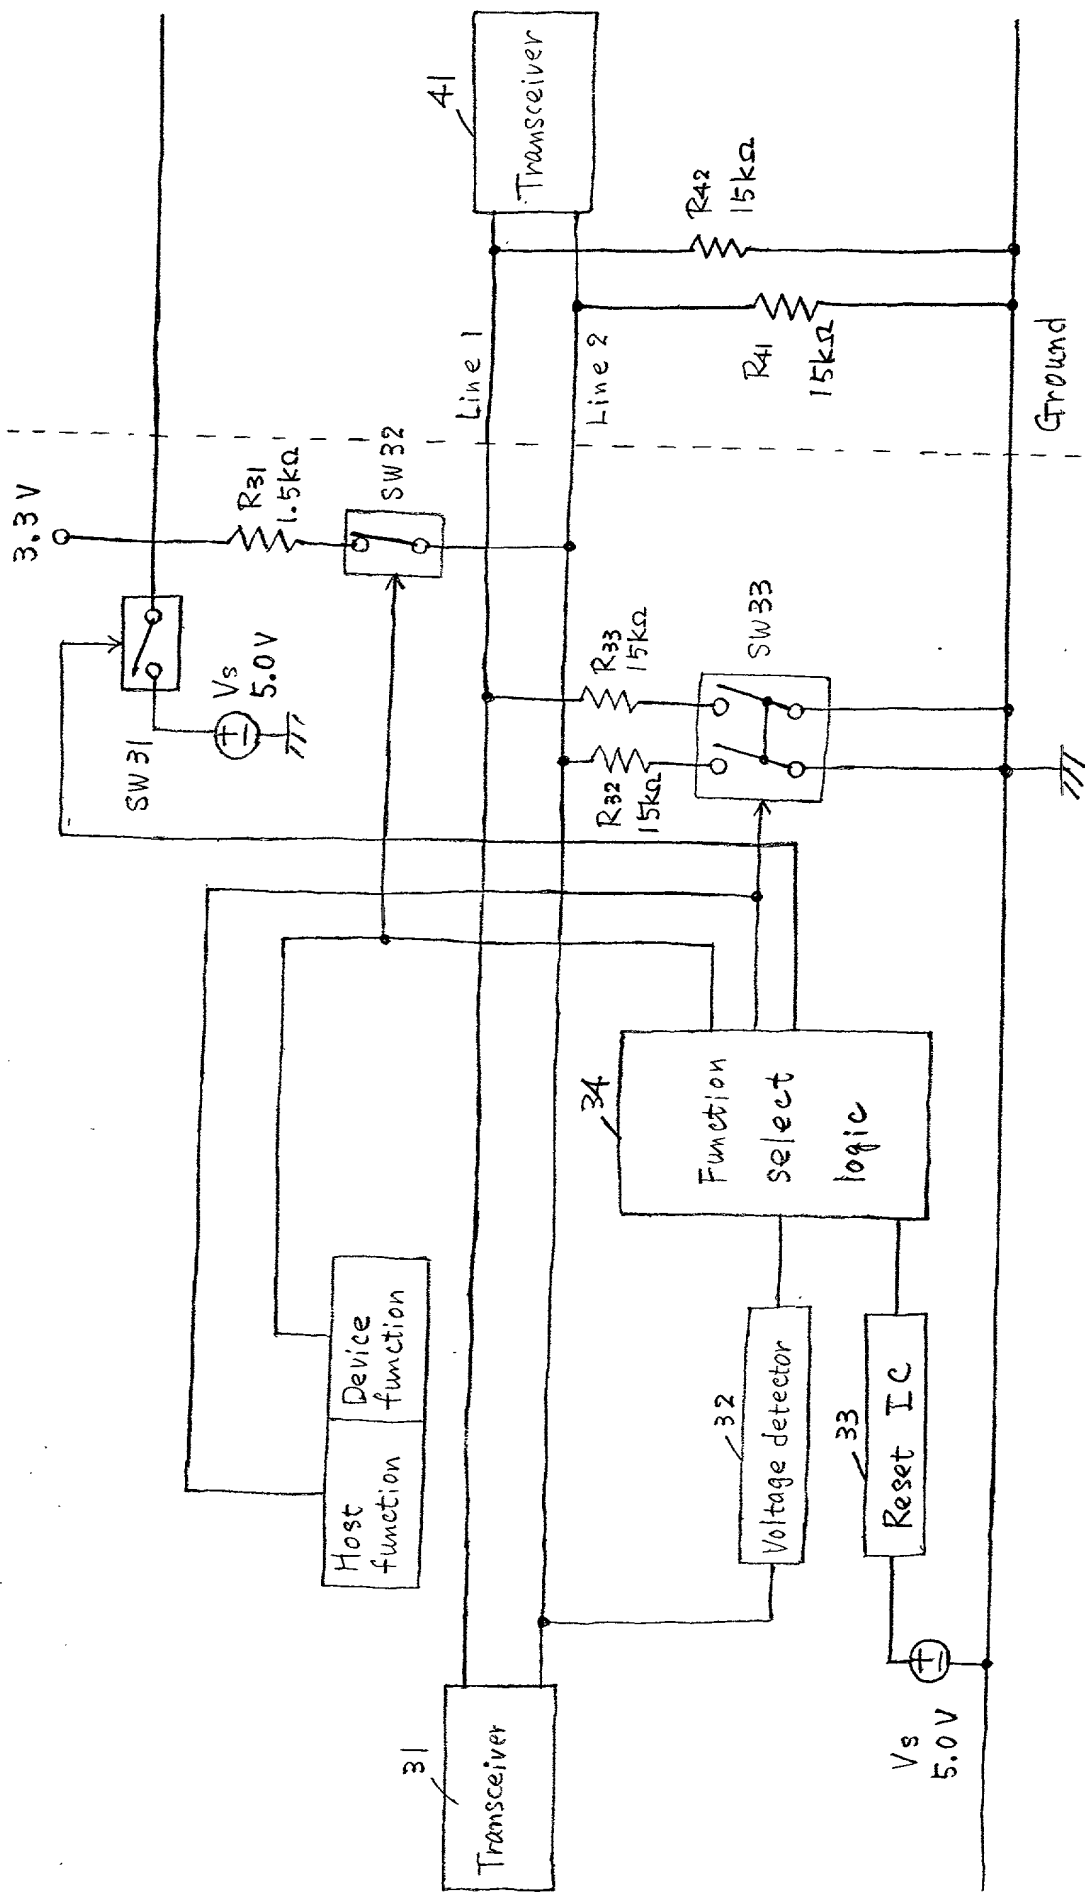 3.3 V
R31
1.5kΩ
SW32
SW31
Vs
5.0V
41
Transceiver
Line 1
Line 2
R42
15kΩ
R41
15kΩ
Ground
R33
15kΩ
R32
15kΩ
SW33
Host
function
Device
function
34
Function
select
logic
31
Transceiver
32
Voltage detector
33
Reset IC
Vs
5.0V